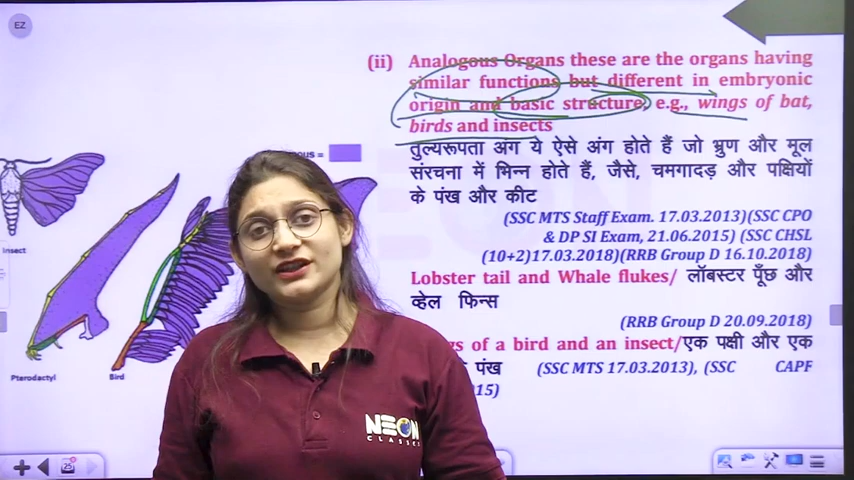 EZ
(ii) Analogous Organs these are the organs having
similar functions but different in embryonic
origin and basic structure, e.g., wings of bat,
birds and insects
तुल्यरूपता अंग ये ऐसे अंग होते हैं जो भ्रुण और मूल
संरचना में भिन्न होते हैं, जैसे, चमगादड़ और पक्षियों
के पंख और कीट
(SSC MTS Staff Exam. 17.03.2013)(SSC CPO
& DP SI Exam, 21.06.2015) (SSC CHSL
(10+2)17.03.2018)(RRB Group D 16.10.2018)
Lobster tail and Whale flukes/ लॉबस्टर पूँछ और
व्हेल फिन्स
(RRB Group D 20.09.2018)
of a bird and an insect/एक पक्षी और एक
पंख (SSC MTS 17.03.2013), (SSC CAPF
Insect
Pterodactyl
Bird
25
NEON
CLASSES